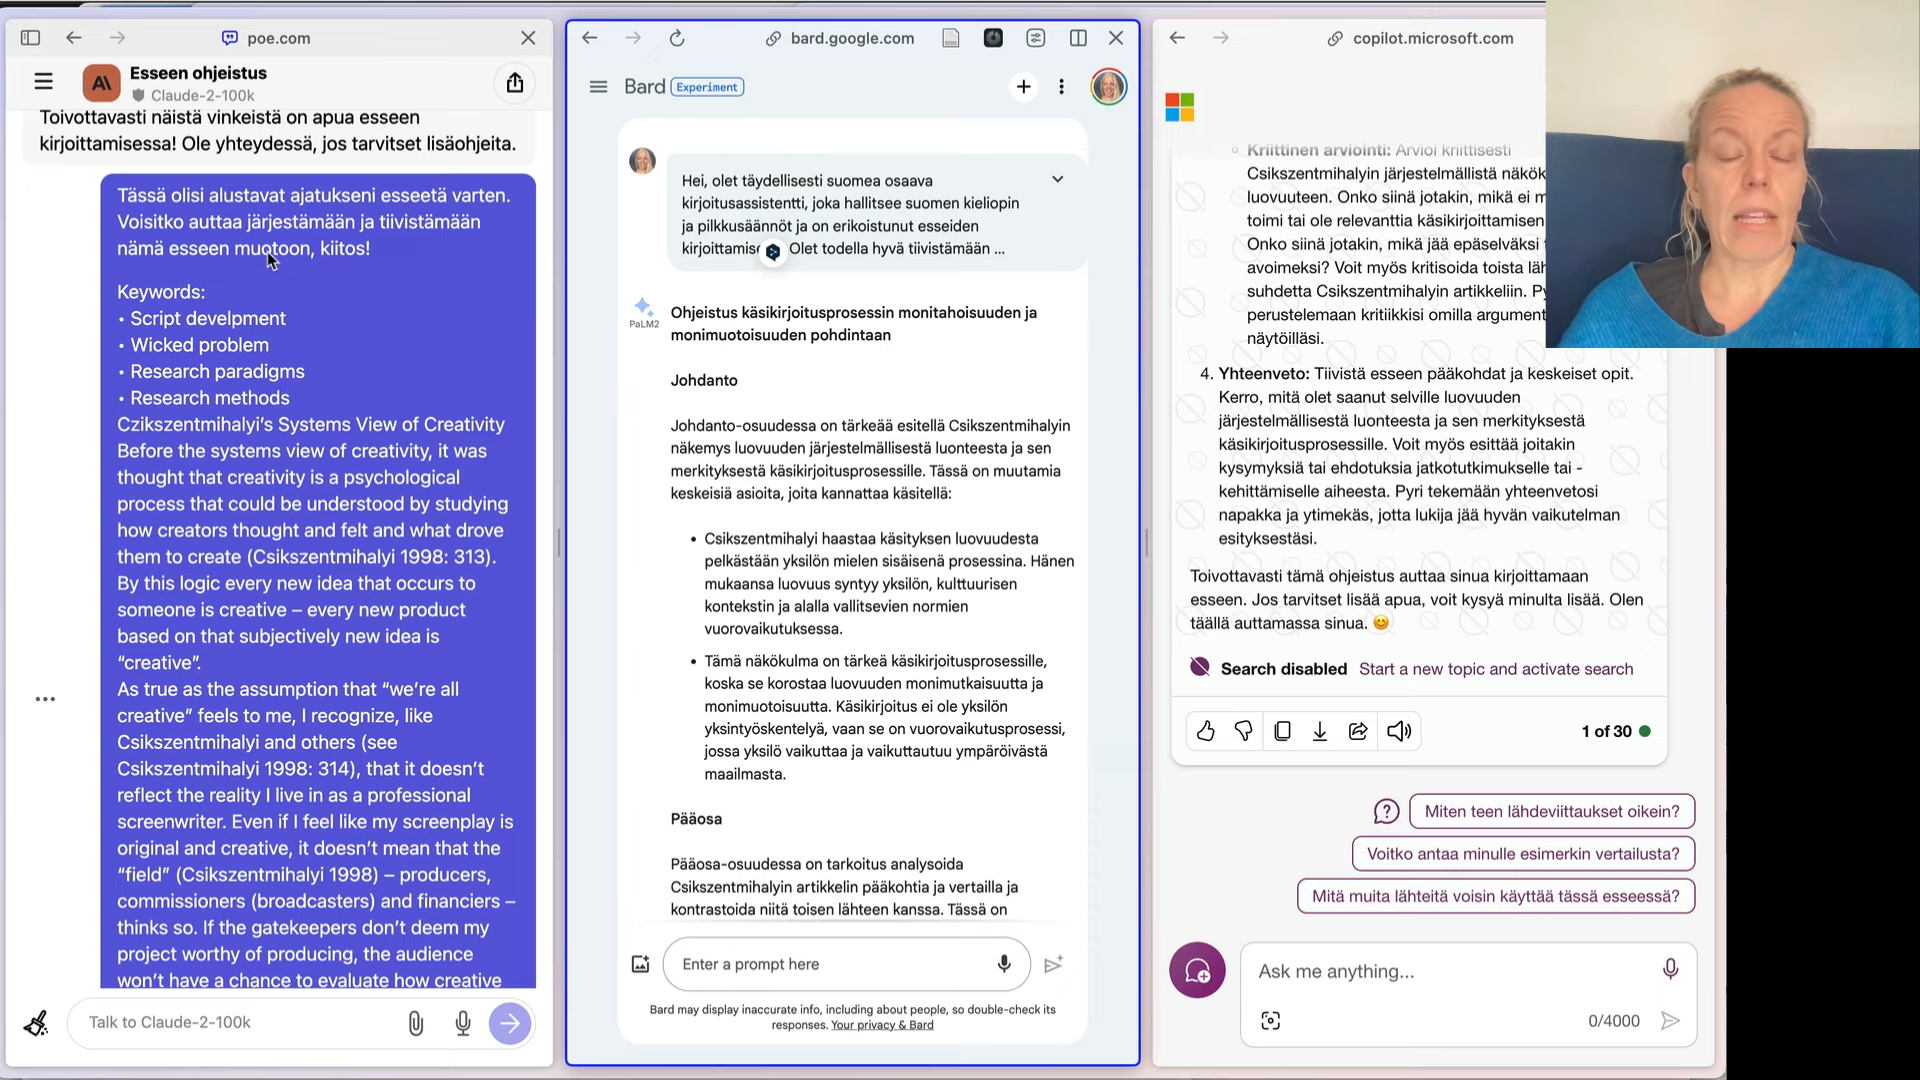 poe.com
Esseen ohjeistus
Claude-2-100k
Toivottavasti näistä vinkeistä on apua esseen
kirjoittamisessa! Ole yhteydessä, jos tarvitset lisäohjeita.
Tässä olisi alustavat ajatukseni esseetä varten.
Voisitko auttaa järjestämään ja tiivistämään
nämä esseen muotoon, kiitos!
Keywords:
• Script develpment
• Wicked problem
• Research paradigms
• Research methods
Czikszentmihalyi's Systems View of Creativity
Before the systems view of creativity, it was
thought that creativity is a psychological
process that could be understood by studying
how creators thought and felt and what drove
them to create (Csikszentmihalyi 1998: 313).
By this logic every new idea that occurs to
someone is creative – every new product
based on that subjectively new idea is
“creative”.
As true as the assumption that “we're all
creative” feels to me, I recognize, like
Csikszentmihalyi and others (see
Csikszentmihalyi 1998: 314), that it doesn't
reflect the reality I live in as a professional
screenwriter. Even if I feel like my screenplay is
original and creative, it doesn't mean that the
“field” (Csikszentmihalyi 1998) – producers,
commissioners (broadcasters) and financiers –
thinks so. If the gatekeepers don't deem my
project worthy of producing, the audience
won't have a chance to evaluate how creative
Talk to Claude-2-100k
bard.google.com
Bard Experiment
Hei, olet täydellisesti suomea osaava
kirjoitusassistentti, joka hallitsee suomen kieliopin
ja pilkkusäännöt ja on erikoistunut esseiden
kirjoittamise Olet todella hyvä tiivistämään ...
PaLM2
Ohjeistus käsikirjoitusprosessin monitahoisuuden ja
monimuotoisuuden pohdintaan
Johdanto
Johdanto-osuudessa on tärkeää esitellä Csikszentmihalyin
näkemys luovuuden järjestelmällisestä luonteesta ja sen
merkityksestä käsikirjoitusprosessille. Tässä on muutamia
keskeisiä asioita, joita kannattaa käsitellä:
• Csikszentmihalyi haastaa käsityksen luovuudesta
pelkästään yksilön mielen sisäisenä prosessina. Hänen
mukaansa luovuus syntyy yksilön, kulttuurisen
kontekstin ja alalla vallitsevien normien
vuorovaikutuksessa.
• Tämä näkökulma on tärkeä käsikirjoitusprosessille,
koska se korostaa luovuuden monimutkaisuutta ja
monimuotoisuutta. Käsikirjoitus ei ole yksilön
yksintyöskentelyä, vaan se on vuorovaikutusprosessi,
jossa yksilö vaikuttaa ja vaikuttautuu ympäröivästä
maailmasta.
Pääosa
Pääosa-osuudessa on tarkoitus analysoida
Csikszentmihalyin artikkelin pääkohtia ja vertailla ja
kontrastoida niitä toisen lähteen kanssa. Tässä on
Enter a prompt here
Bard may display inaccurate info, including about people, so double-check its
responses. Your privacy & Bard
copilot.microsoft.com
Kriittinen arviointi: Arvioi kriittisesti
Csikszentmihalyin järjestelmällistä näkök
luovuuteen. Onko siinä jotakin, mikä ei m
toimi tai ole relevanttia käsikirjoittamisen
Onko siinä jotakin, mikä jää epäselväksi
avoimeksi? Voit myös kritisoida toista läh
suhdetta Csikszentmihalyin artikkeliin. Py
perustelemaan kritiikkisi omilla argument
näytöilläsi.
4. Yhteenveto: Tiivistä esseen pääkohdat ja keskeiset opit.
Kerro, mitä olet saanut selville luovuuden
järjestelmällisestä luonteesta ja sen merkityksestä
käsikirjoitusprosessille. Voit myös esittää joitakin
kysymyksiä tai ehdotuksia jatkotutkimukselle tai -
kehittämiselle aiheesta. Pyri tekemään yhteenvetosi
napakka ja ytimekäs, jotta lukija jää hyvän vaikutelman
esityksestäsi.
Toivottavasti tämä ohjeistus auttaa sinua kirjoittamaan
esseen. Jos tarvitset lisää apua, voit kysyä minulta lisää. Olen
täällä auttamassa sinua. 😊
Search disabled Start a new topic and activate search
1 of 30
Miten teen lähdeviittaukset oikein?
Voitko antaa minulle esimerkin vertailusta?
Mitä muita lähteitä voisin käyttää tässä esseessä?
Ask me anything...
0/4000